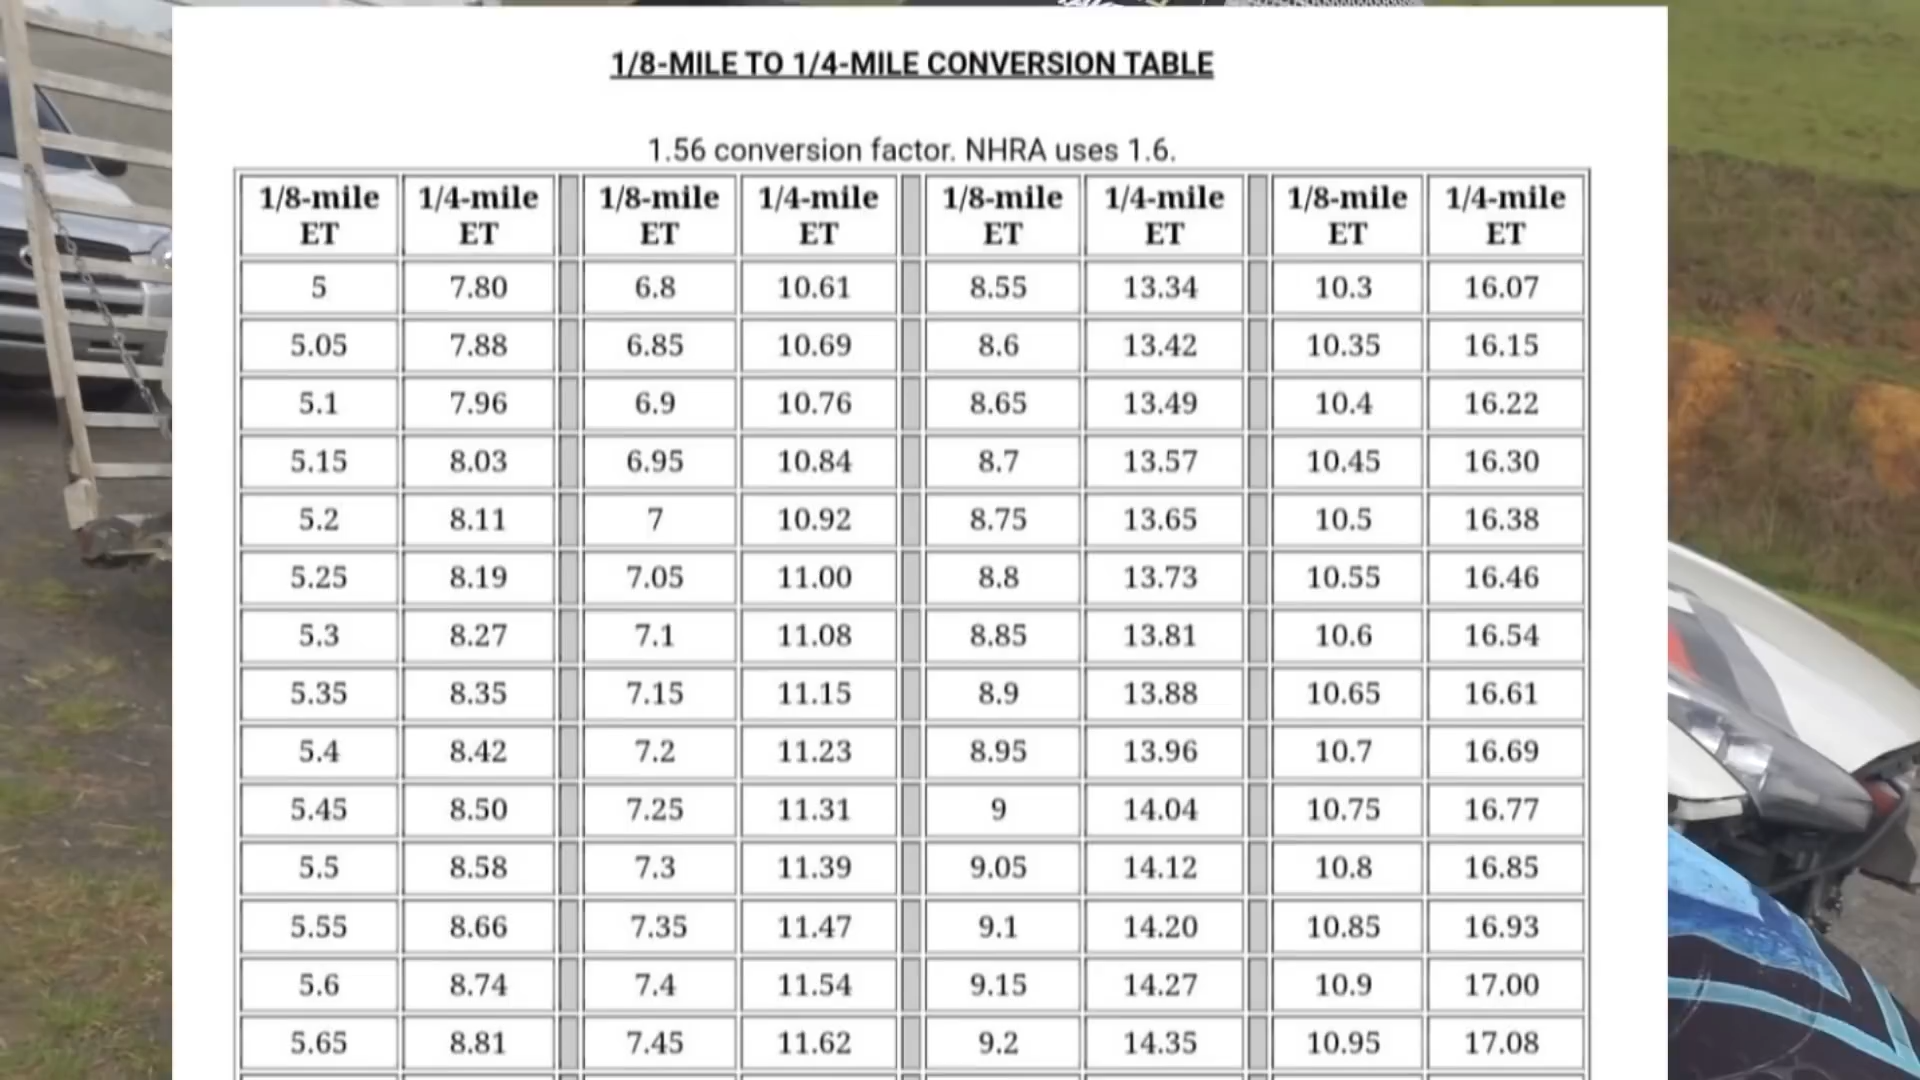 1/8-MILE TO 1/4-MILE CONVERSION TABLE
1.56 conversion factor. NHRA uses 1.6.
1/8-mile ET 1/4-mile ET 1/8-mile ET 1/4-mile ET 1/8-mile ET 1/4-mile ET 1/8-mile ET 1/4-mile ET
5 7.80 6.8 10.61 8.55 13.34 10.3 16.07
5.05 7.88 6.85 10.69 8.6 13.42 10.35 16.15
5.1 7.96 6.9 10.76 8.65 13.49 10.4 16.22
5.15 8.03 6.95 10.84 8.7 13.57 10.45 16.30
5.2 8.11 7 10.92 8.75 13.65 10.5 16.38
5.25 8.19 7.05 11.00 8.8 13.73 10.55 16.46
5.3 8.27 7.1 11.08 8.85 13.81 10.6 16.54
5.35 8.35 7.15 11.15 8.9 13.88 10.65 16.61
5.4 8.42 7.2 11.23 8.95 13.96 10.7 16.69
5.45 8.50 7.25 11.31 9 14.04 10.75 16.77
5.5 8.58 7.3 11.39 9.05 14.12 10.8 16.85
5.55 8.66 7.35 11.47 9.1 14.20 10.85 16.93
5.6 8.74 7.4 11.54 9.15 14.27 10.9 17.00
5.65 8.81 7.45 11.62 9.2 14.35 10.95 17.08